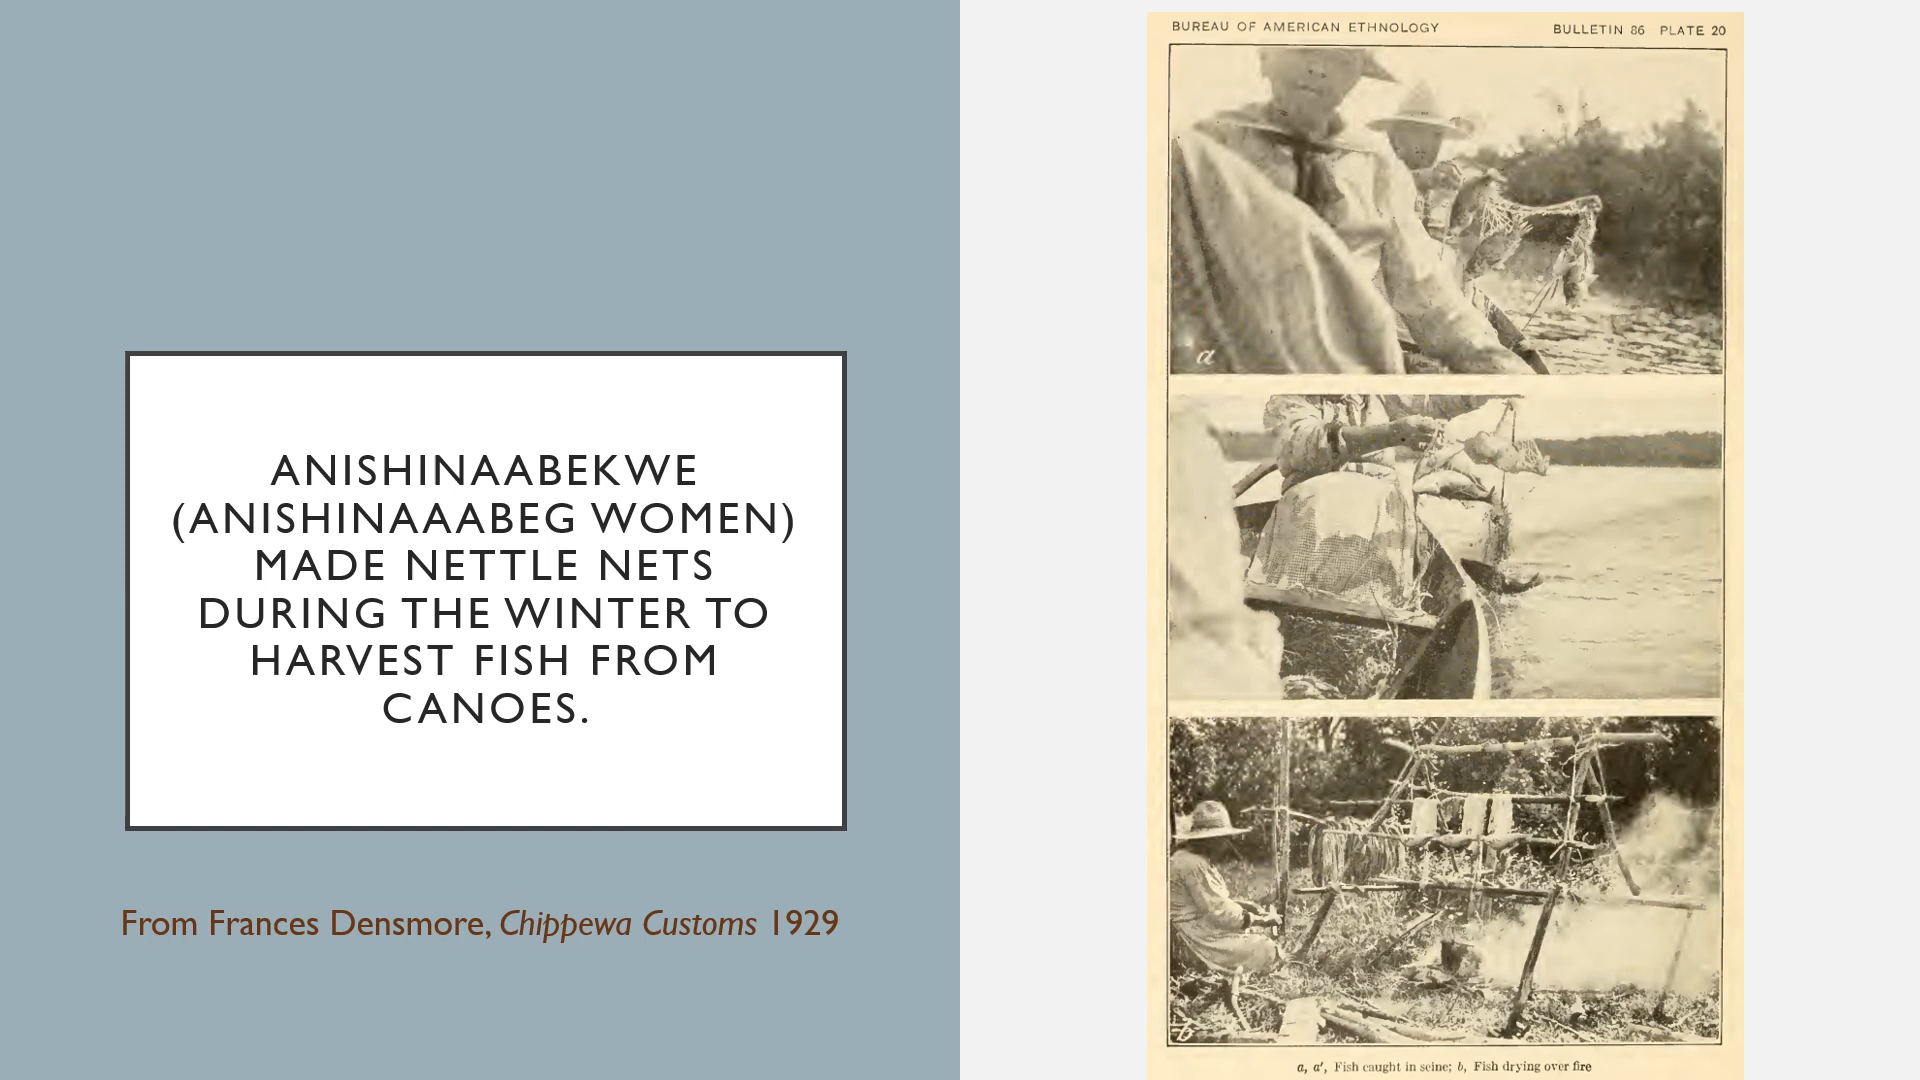 ANISHINAABEKWE
(ANISHINAAABEG WOMEN)
MADE NETTLE NETS
DURING THE WINTER TO
HARVEST FISH FROM
CANOES.
From Frances Densmore, Chippewa Customs 1929
BUREAU OF AMERICAN ETHNOLOGY BULLETIN 86 PLATE 20
a
b
a, a′, Fish caught in seine; b, Fish drying over fire